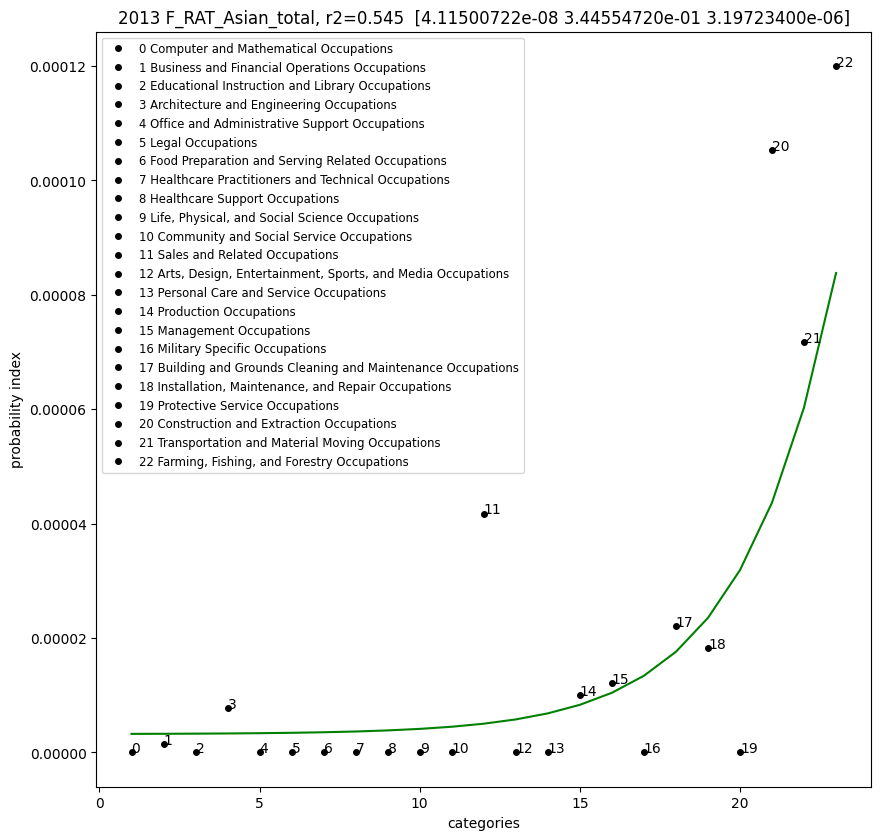 2013 F_RAT_Asian_total, r2=0.545  [4.11500722e-08 3.44554720e-01 3.19723400e-06]
0 Computer and Mathematical Occupations
1 Business and Financial Operations Occupations
2 Educational Instruction and Library Occupations
3 Architecture and Engineering Occupations
4 Office and Administrative Support Occupations
5 Legal Occupations
6 Food Preparation and Serving Related Occupations
7 Healthcare Practitioners and Technical Occupations
8 Healthcare Support Occupations
9 Life, Physical, and Social Science Occupations
10 Community and Social Service Occupations
11 Sales and Related Occupations
12 Arts, Design, Entertainment, Sports, and Media Occupations
13 Personal Care and Service Occupations
14 Production Occupations
15 Management Occupations
16 Military Specific Occupations
17 Building and Grounds Cleaning and Maintenance Occupations
18 Installation, Maintenance, and Repair Occupations
19 Protective Service Occupations
20 Construction and Extraction Occupations
21 Transportation and Material Moving Occupations
22 Farming, Fishing, and Forestry Occupations
probability index
0.00012
0.00010
0.00008
0.00006
0.00004
0.00002
0.00000
22
20
21
11
17
18
15
14
3
1
0
2
4
5
6
7
8
9
10
12
13
16
19
0
5
10
15
20
categories